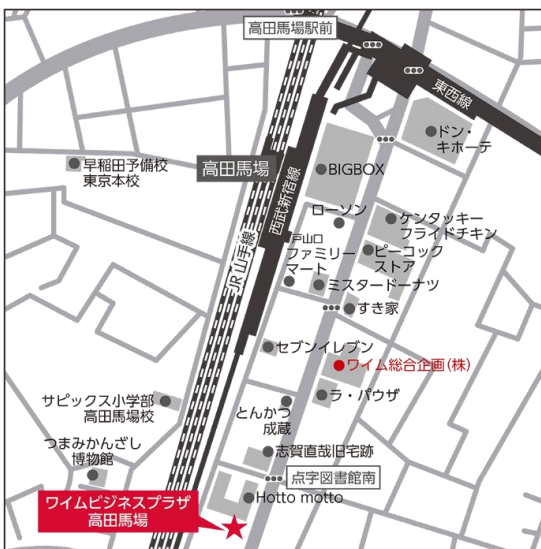 高田馬場駅前
東西線
ドン・
キホーテ
早稲田予備校
東京本校
高田馬場
BIGBOX
西武新宿線
JR山手線
ローソン
ケンタッキー
フライドチキン
戸山口
ファミリー
マート
ピーコック
ストア
ミスタードーナツ
すき家
セブンイレブン
ワイム総合企画(株)
サピックス小学部
高田馬場校
とんかつ
成蔵
ラ・パウザ
つまみかんざし
博物館
志賀直哉旧宅跡
点字図書館南
Hotto motto
ワイムビジネスプラザ
高田馬場